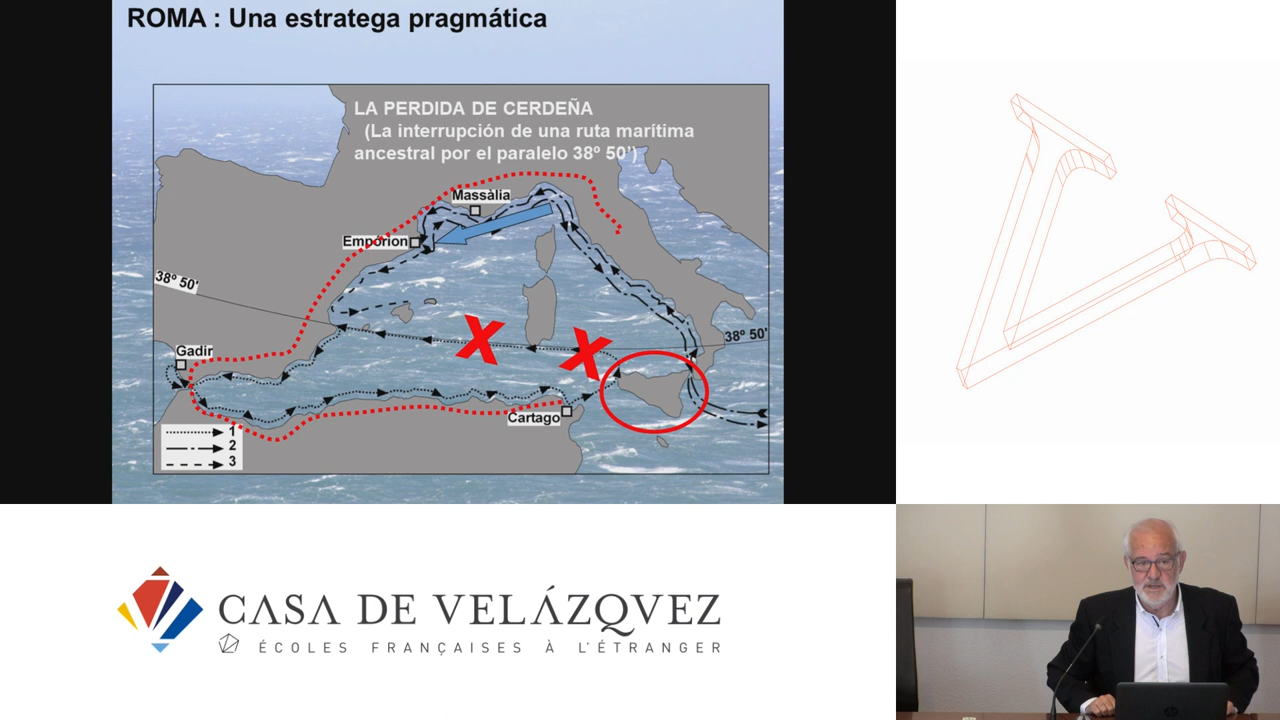 ROMA : Una estratega pragmática
LA PERDIDA DE CERDEÑA
(La interrupción de una ruta marítima
ancestral por el paralelo 38º 50')
Massàlia
Emporion
38º 50'
38º 50'
Gadir
Cartago
1
2
3
X X
CASA DE VELÁZQVEZ
ÉCOLES FRANÇAISES À L'ÉTRANGER